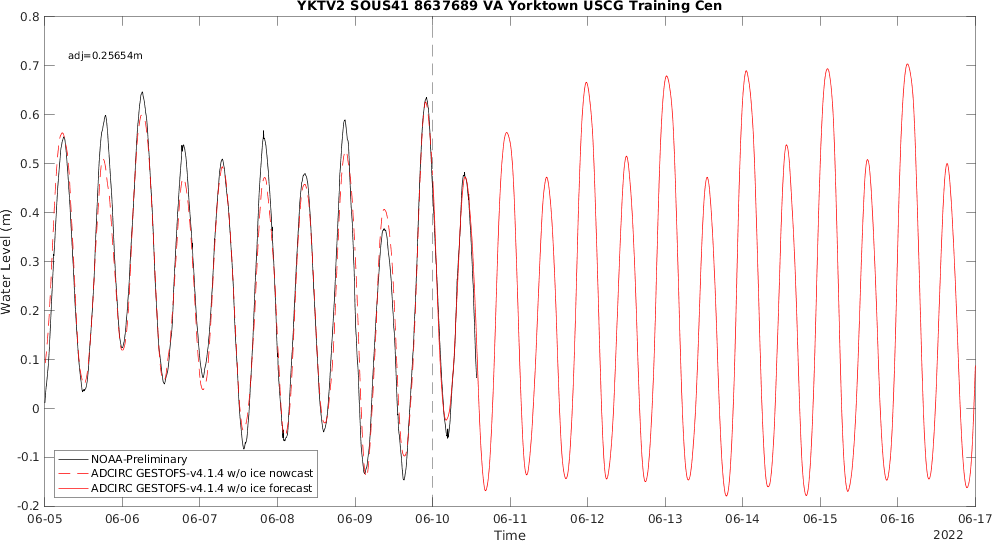 YKTV2 SOUS41 8637689 VA Yorktown USCG Training Cen
adj=0.25654m
Water Level (m)
0.8
0.7
0.6
0.5
0.4
0.3
0.2
0.1
0
-0.1
-0.2
NOAA-Preliminary
ADCIRC GESTOFS-v4.1.4 w/o ice nowcast
ADCIRC GESTOFS-v4.1.4 w/o ice forecast
06-05 06-06 06-07 06-08 06-09 06-10 06-11 06-12 06-13 06-14 06-15 06-16 06-17
Time
2022